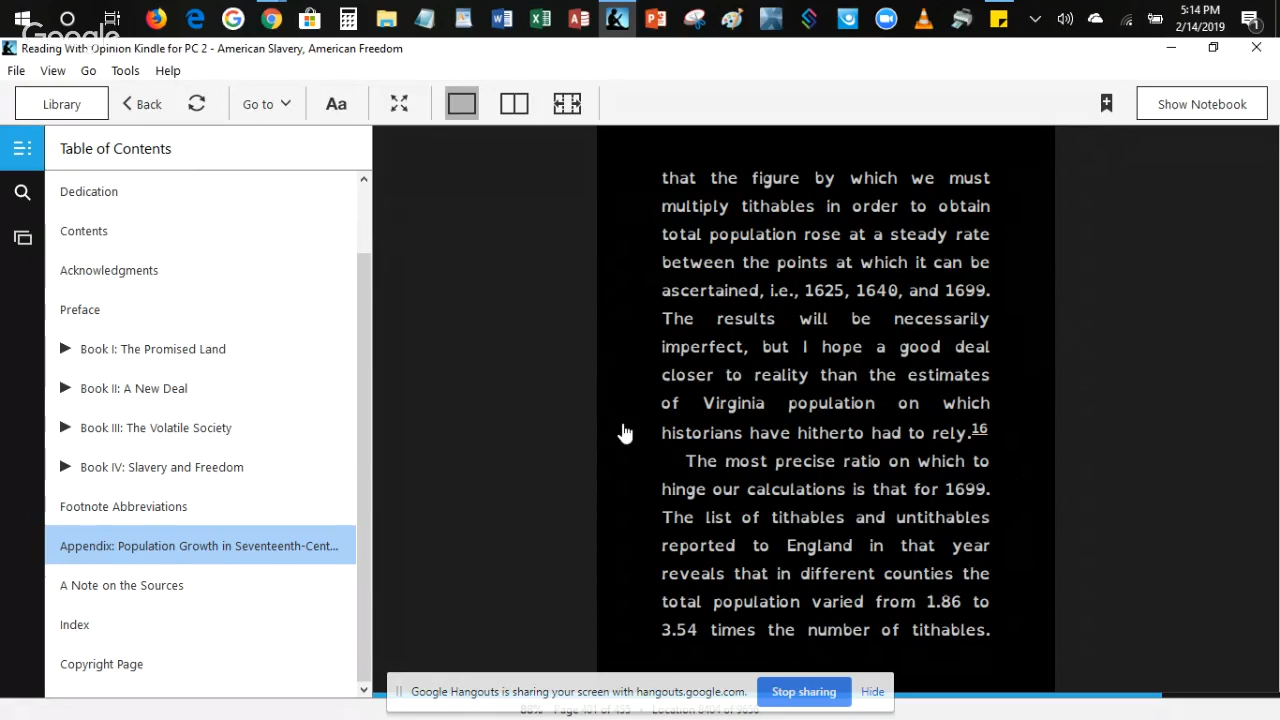 Google
5:14 PM
2/14/2019
1
Reading With Opinion Kindle for PC 2 - American Slavery, American Freedom
File View Go Tools Help
Library Back Go to Aa Show Notebook
Table of Contents
Dedication
Contents
Acknowledgments
Preface
Book I: The Promised Land
Book II: A New Deal
Book III: The Volatile Society
Book IV: Slavery and Freedom
Footnote Abbreviations
Appendix: Population Growth in Seventeenth-Cent...
A Note on the Sources
Index
Copyright Page
that the figure by which we must
multiply tithables in order to obtain
total population rose at a steady rate
between the points at which it can be
ascertained, i.e., 1625, 1640, and 1699.
The results will be necessarily
imperfect, but I hope a good deal
closer to reality than the estimates
of Virginia population on which
historians have hitherto had to rely.16
The most precise ratio on which to
hinge our calculations is that for 1699.
The list of tithables and untithables
reported to England in that year
reveals that in different counties the
total population varied from 1.86 to
3.54 times the number of tithables.
Google Hangouts is sharing your screen with hangouts.google.com. Stop sharing Hide